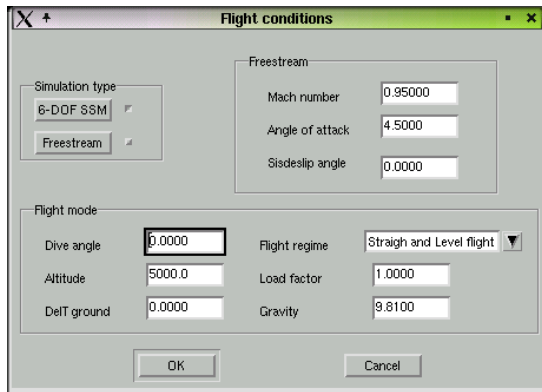 Flight conditions
Simulation type
6-DOF SSM
Freestream
Freestream
Mach number 0.95000
Angle of attack 4.5000
Sisdeslip angle 0.0000
Flight mode
Dive angle 0.0000 Flight regime Straigh and Level flight
Altitude 5000.0 Load factor 1.0000
DelT ground 0.0000 Gravity 9.8100
OK Cancel